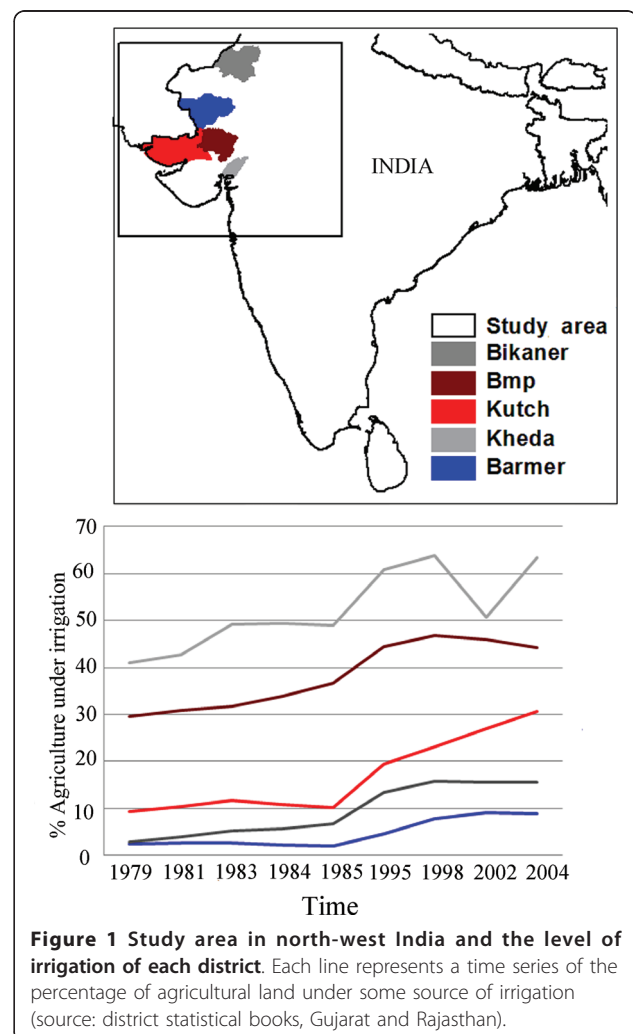 INDIA
Study area
Bikaner
Bmp
Kutch
Kheda
Barmer
% Agriculture under irrigation
70
60
50
40
30
20
10
0
1979 1981 1983 1984 1985 1995 1998 2002 2004
Time
Figure 1 Study area in north-west India and the level of
irrigation of each district. Each line represents a time series of the
percentage of agricultural land under some source of irrigation
(source: district statistical books, Gujarat and Rajasthan).